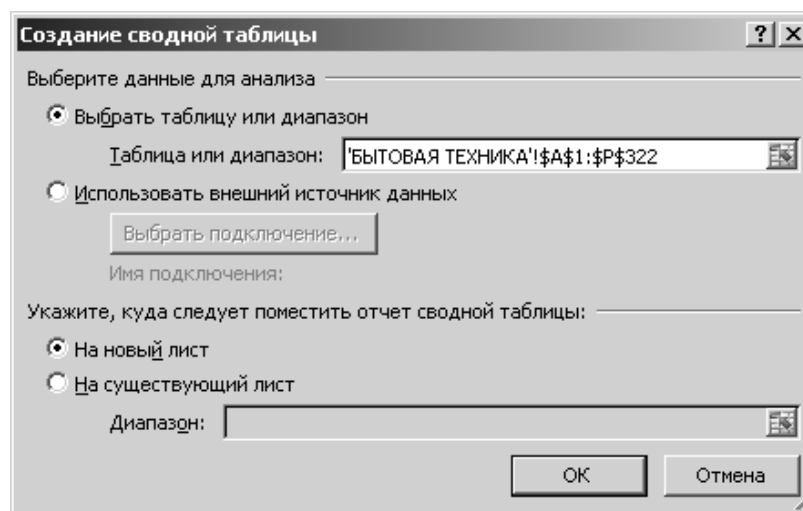 Создание сводной таблицы
Выберите данные для анализа
Выбрать таблицу или диапазон
Таблица или диапазон: 'БЫТОВАЯ ТЕХНИКА'!$A$1:$P$322
Использовать внешний источник данных
Выбрать подключение...
Имя подключения:
Укажите, куда следует поместить отчет сводной таблицы:
На новый лист
На существующий лист
Диапазон:
ОК Отмена